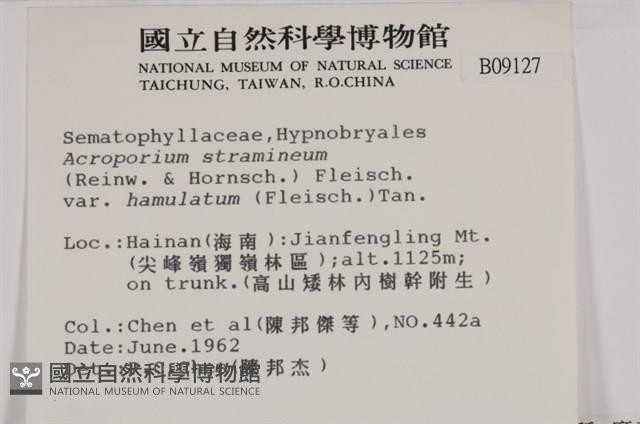 國立自然科學博物館
NATIONAL MUSEUM OF NATURAL SCIENCE
TAICHUNG, TAIWAN, R.O.CHINA
B09127
Sematophyllaceae,Hypnobryales
Acroporium stramineum
(Reinw. & Hornsch.) Fleisch.
var. hamulatum (Fleisch.)Tan.
Loc.:Hainan(海南):Jianfengling Mt.
(尖峰嶺獨嶺林區);alt.1125m;
on trunk.(高山矮林內樹幹附生)
Col.:Chen et al(陳邦傑等),NO.442a
Date:June.1962
陳邦杰)
國立自然科學博物館
NATIONAL MUSEUM OF NATURAL SCIENCE